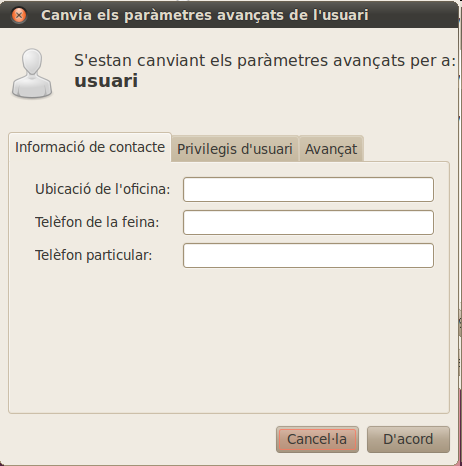 Canvia els paràmetres avançats de l'usuari
S'estan canviant els paràmetres avançats per a:
usuari
Informació de contacte Privilegis d'usuari Avançat
Ubicació de l'oficina:
Telèfon de la feina:
Telèfon particular:
Cancel·la D'acord